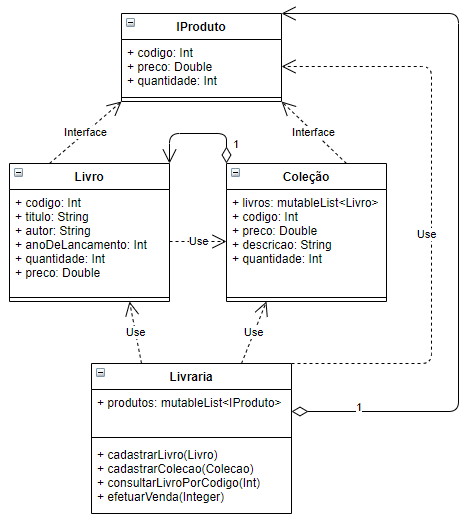 IProduto
+ codigo: Int
+ preco: Double
+ quantidade: Int
Interface
Interface
1
Livro
+ codigo: Int
+ titulo: String
+ autor: String
+ anoDeLancamento: Int
+ quantidade: Int
+ preco: Double
Use
Coleção
+ livros: mutableList<Livro>
+ codigo: Int
+ preco: Double
+ descricao: String
+ quantidade: Int
Use
Use
Use
Livraria
+ produtos: mutableList<IProduto>
1
+ cadastrarLivro(Livro)
+ cadastrarColecao(Colecao)
+ consultarLivroPorCodigo(Int)
+ efetuarVenda(Integer)